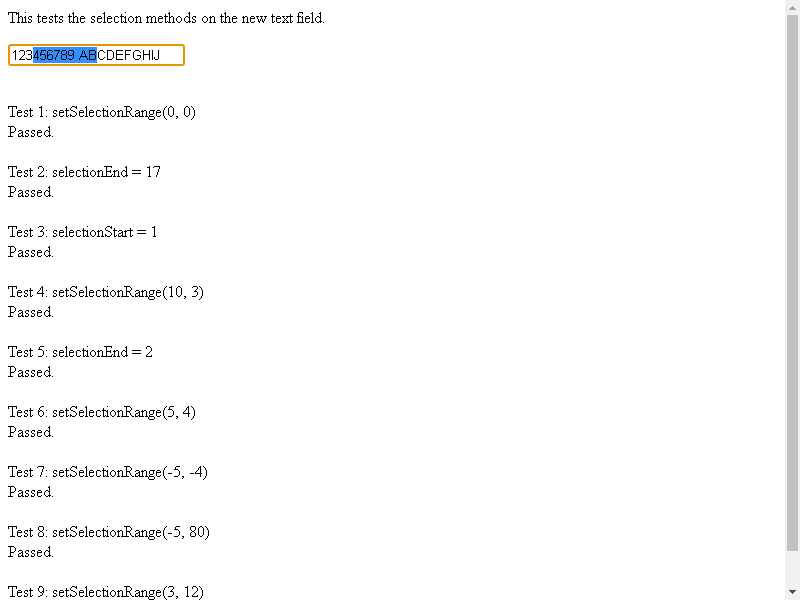 This tests the selection methods on the new text field.
123456789 ABCDEFGHIJ
Test 1: setSelectionRange(0, 0)
Passed.
Test 2: selectionEnd = 17
Passed.
Test 3: selectionStart = 1
Passed.
Test 4: setSelectionRange(10, 3)
Passed.
Test 5: selectionEnd = 2
Passed.
Test 6: setSelectionRange(5, 4)
Passed.
Test 7: setSelectionRange(-5, -4)
Passed.
Test 8: setSelectionRange(-5, 80)
Passed.
Test 9: setSelectionRange(3, 12)